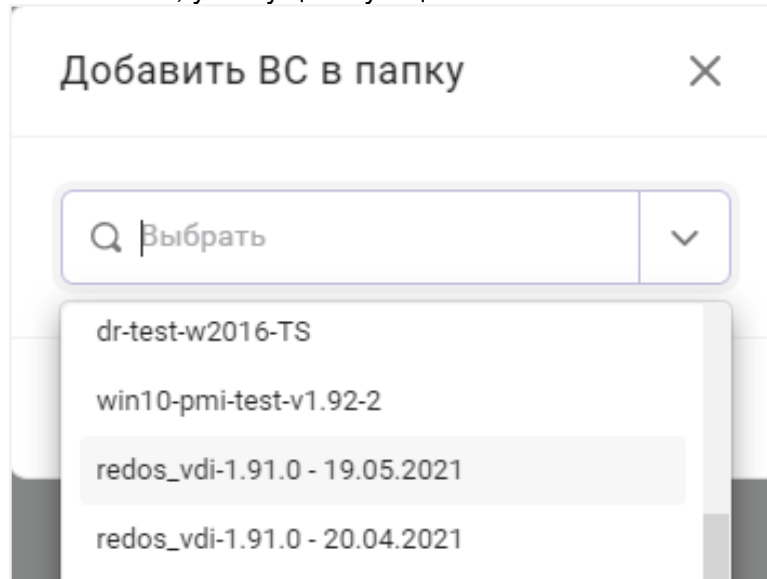 Добавить ВС в папку
Выбрать
dr-test-w2016-TS
win10-pmi-test-v1.92-2
redos_vdi-1.91.0 - 19.05.2021
redos_vdi-1.91.0 - 20.04.2021